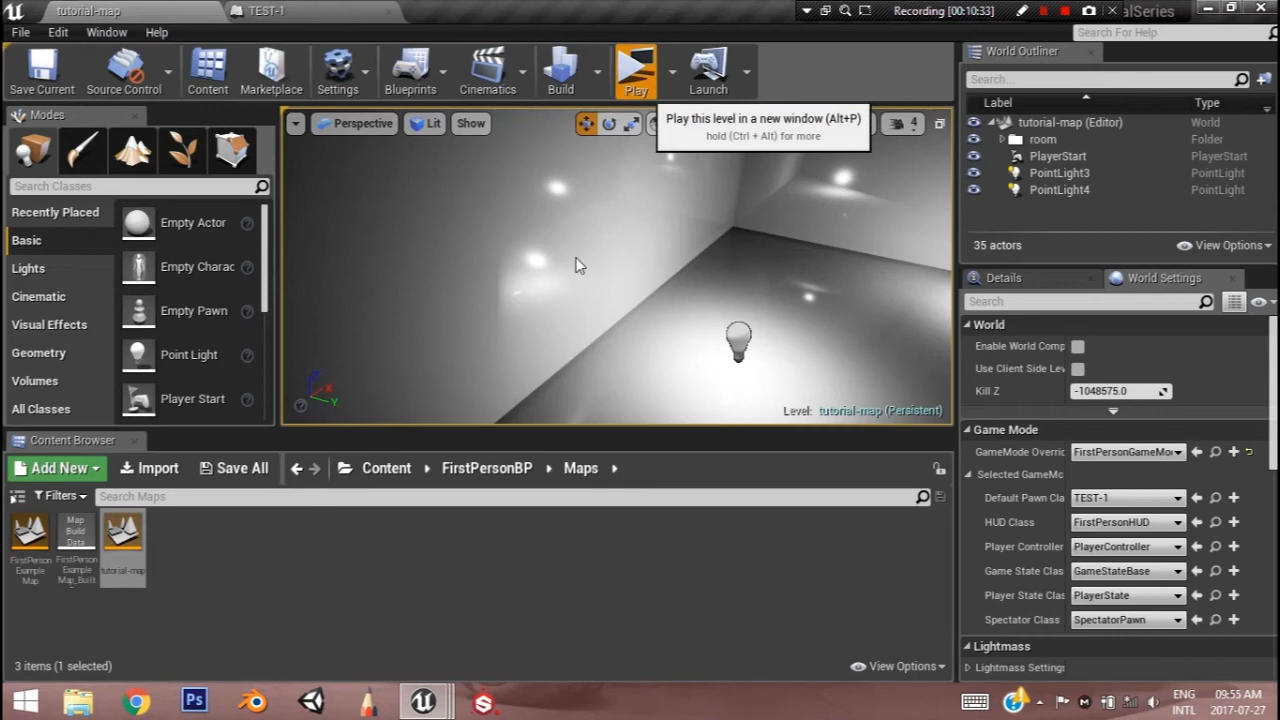 tutorial-map
TEST-1
Recording [00:10:33]
alSeries
File
Edit
Window
Help
Search For Help
Save Current
Source Control
Content
Marketplace
Settings
Blueprints
Cinematics
Build
Play
Launch
Play this level in a new window (Alt+P)
hold (Ctrl + Alt) for more
Modes
Search Classes
Recently Placed
Basic
Lights
Cinematic
Visual Effects
Geometry
Volumes
All Classes
Empty Actor
Empty Charac
Empty Pawn
Point Light
Player Start
Perspective
Lit
Show
4
X
Y
Z
Level: tutorial-map (Persistent)
World Outliner
Search...
Label
Type
tutorial-map (Editor)
room
Folder
PlayerStart
PlayerStart
PointLight3
PointLight
PointLight4
PointLight
35 actors
View Options
Details
World Settings
Search
World
Enable World Comp
Use Client Side Lev
Kill Z
-1048575.0
Game Mode
GameMode Overric
FirstPersonGameMo
Selected GameMc
Default Pawn Cla
TEST-1
HUD Class
FirstPersonHUD
Player Controller
PlayerController
Game State Clas
GameStateBase
Player State Clas
PlayerState
Spectator Class
SpectatorPawn
Lightmass
Lightmass Settings
Content Browser
Add New
Import
Save All
Content
FirstPersonBP
Maps
Filters
Search Maps
FirstPerson
Example
Map
Map
Build
Data
FirstPerson
Example
Map_Built
tutorial-map
3 items (1 selected)
View Options
Ps
ENG
INTL
09:55 AM
2017-07-27